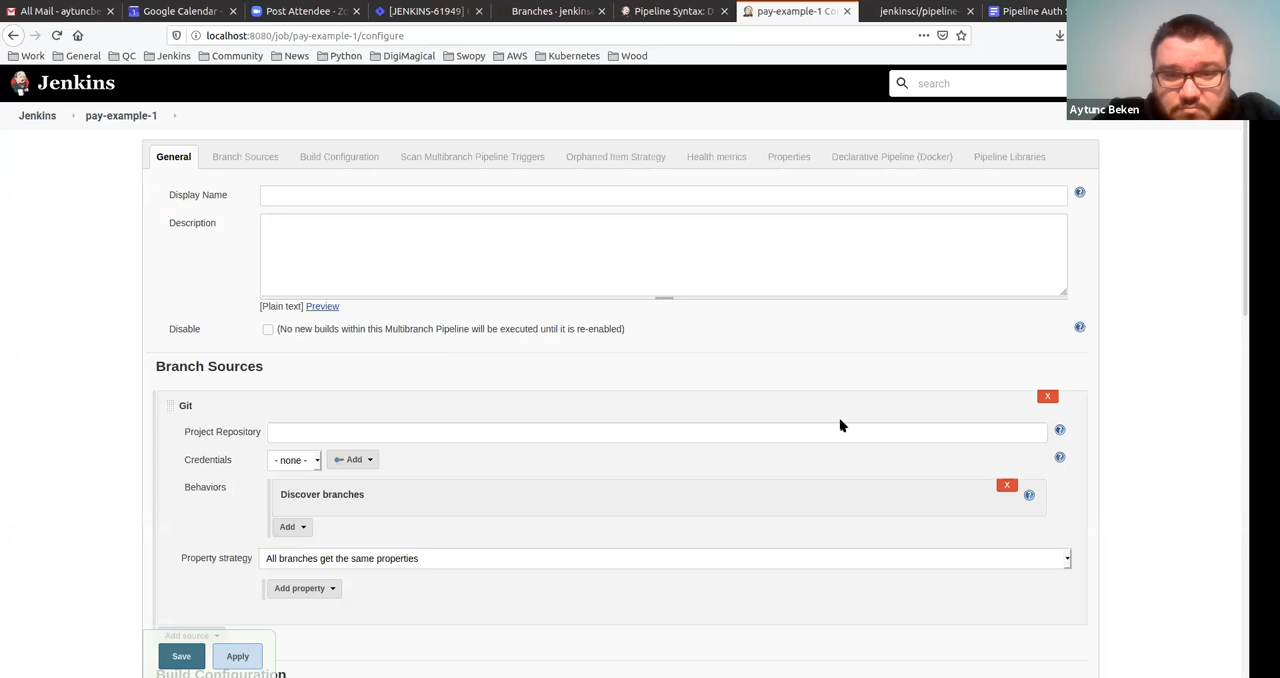 All Mail - aytuncbe
Google Calendar -
Post Attendee - Zo
[JENKINS-61949]
Branches · jenkins
Pipeline Syntax: D
pay-example-1 Co
jenkinsci/pipeline-
Pipeline Auth
localhost:8080/job/pay-example-1/configure
Work General QC Jenkins Community News Python DigiMagical Swopy AWS Kubernetes Wood
Jenkins
search
Aytunc Beken
Jenkins pay-example-1
General Branch Sources Build Configuration Scan Multibranch Pipeline Triggers Orphaned Item Strategy Health metrics Properties Declarative Pipeline (Docker) Pipeline Libraries
Display Name
Description
[Plain text] Preview
Disable (No new builds within this Multibranch Pipeline will be executed until it is re-enabled)
Branch Sources
X
Git
Project Repository
Credentials - none - Add
Behaviors
Discover branches X
Add
Property strategy All branches get the same properties
Add property
Add source
Save Apply
Build Configuration